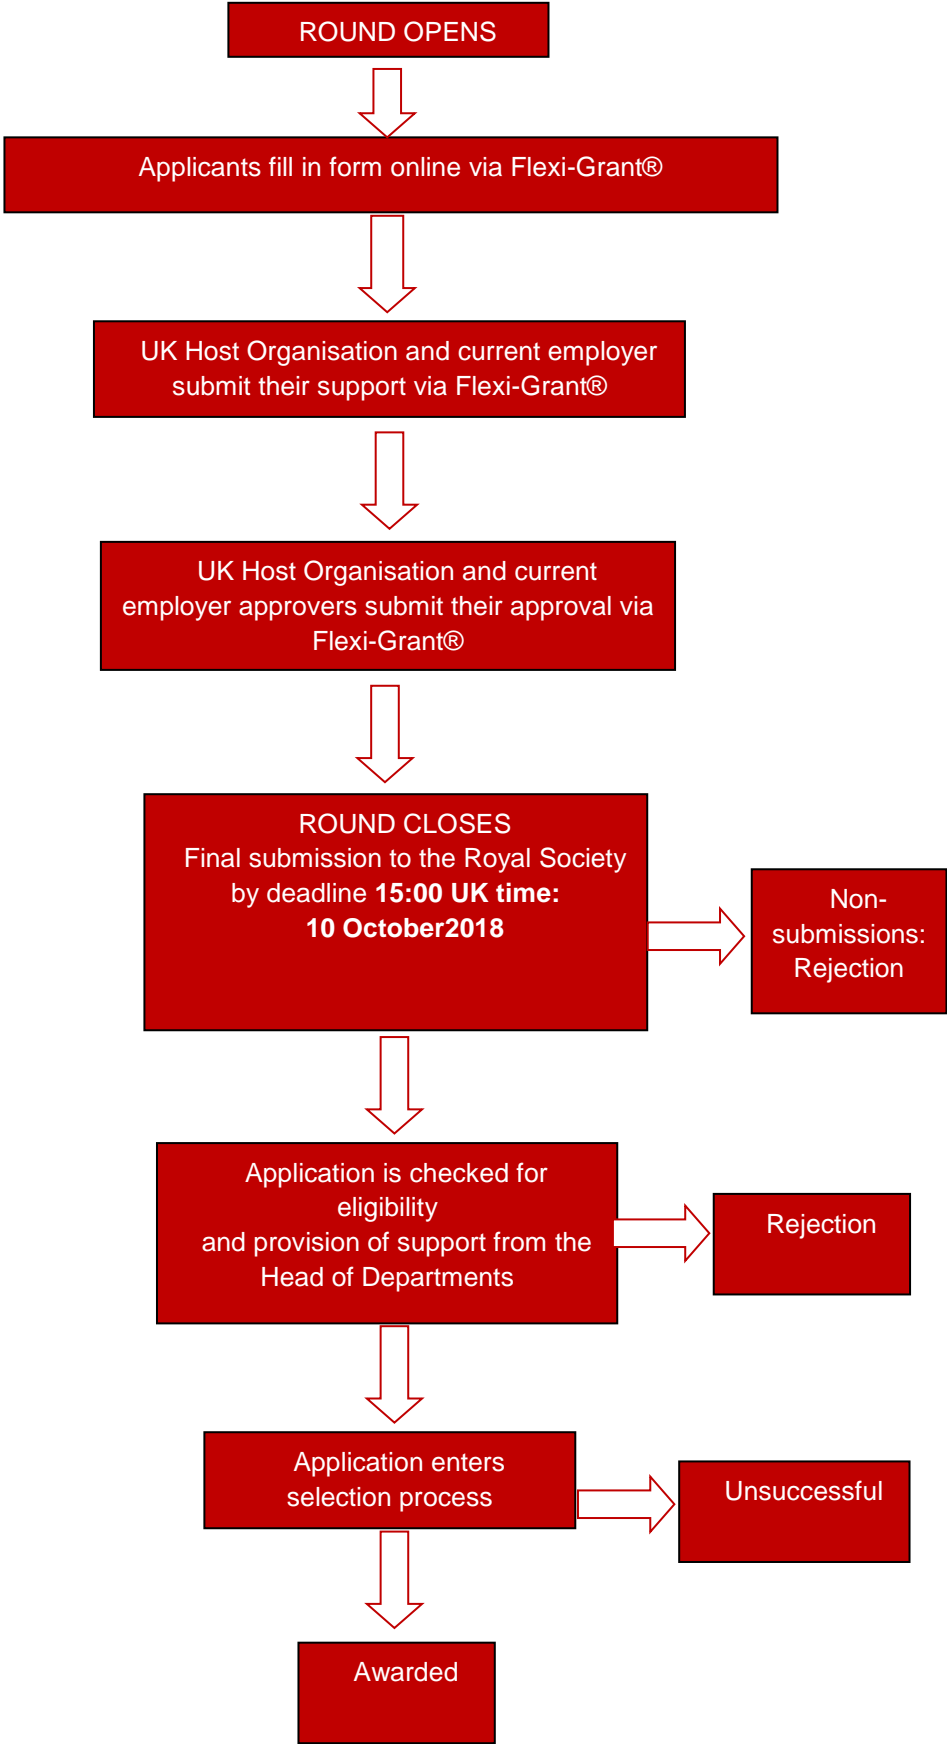 ROUND OPENS
Applicants fill in form online via Flexi-Grant®
UK Host Organisation and current employer
submit their support via Flexi-Grant®
UK Host Organisation and current
employer approvers submit their approval via
Flexi-Grant®
ROUND CLOSES
Final submission to the Royal Society
by deadline 15:00 UK time:
10 October2018
Non-
submissions:
Rejection
Application is checked for
eligibility
and provision of support from the
Head of Departments
Rejection
Application enters
selection process
Unsuccessful
Awarded